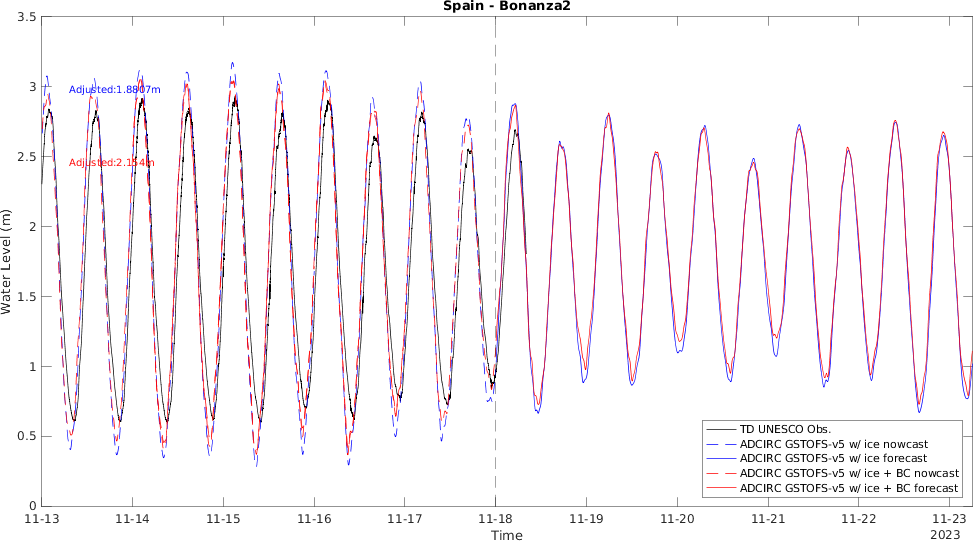 Spain - Bonanza2
3.5
3
2.5
2
1.5
1
0.5
0
Water Level (m)
Adjusted:1.8807m
Adjusted:2.154m
TD UNESCO Obs.
ADCIRC GSTOFS-v5 w/ ice nowcast
ADCIRC GSTOFS-v5 w/ ice forecast
ADCIRC GSTOFS-v5 w/ ice + BC nowcast
ADCIRC GSTOFS-v5 w/ ice + BC forecast
11-13 11-14 11-15 11-16 11-17 11-18 11-19 11-20 11-21 11-22 11-23
Time
2023